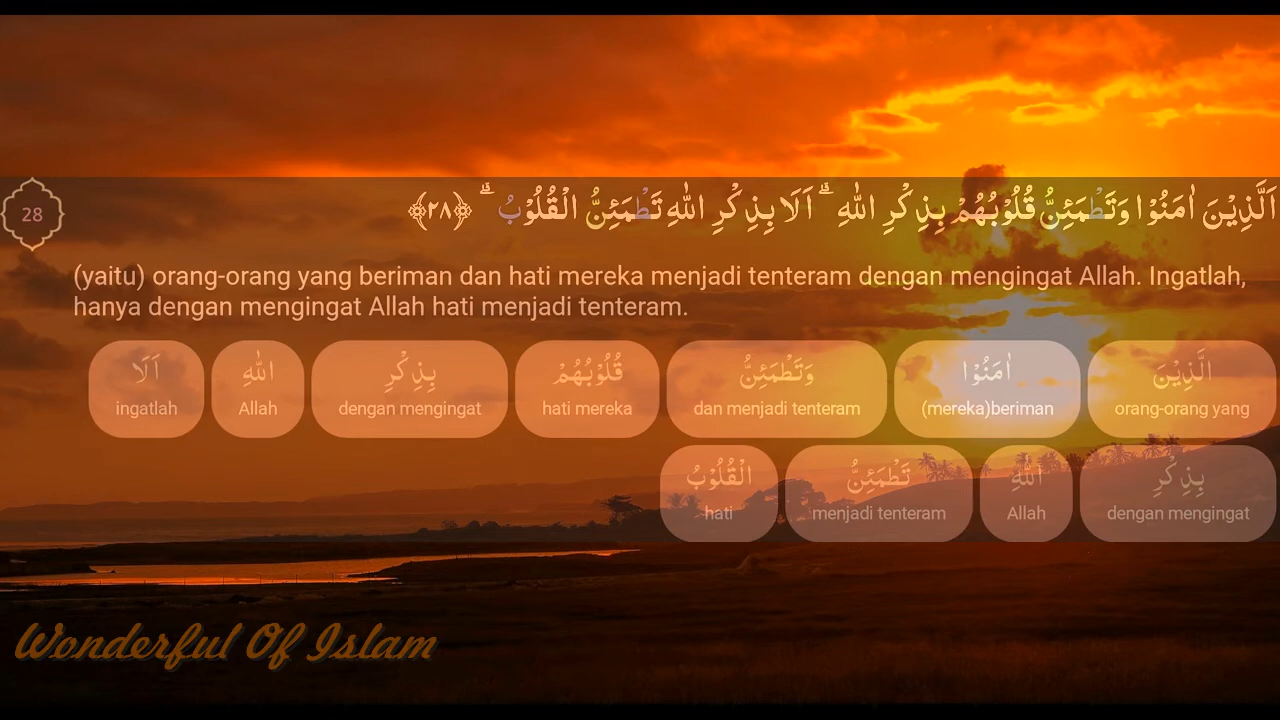 اَلَّذِيْنَ اٰمَنُوْا وَتَطْمَئِنُّ قُلُوْبُهُمْ بِذِكْرِ اللّٰهِ ۗ اَلَا بِذِكْرِ اللّٰهِ تَطْمَئِنُّ الْقُلُوْبُ ۗ ﴿٢٨﴾
28
(yaitu) orang-orang yang beriman dan hati mereka menjadi tenteram dengan mengingat Allah. Ingatlah,
hanya dengan mengingat Allah hati menjadi tenteram.
الَّذِيْنَ اٰمَنُوْا وَتَطْمَئِنُّ قُلُوْبُهُمْ بِذِكْرِ اللّٰهِ اَلَا
orang-orang yang (mereka)beriman dan menjadi tenteram hati mereka dengan mengingat Allah ingatlah
بِذِكْرِ اللّٰهِ تَطْمَئِنُّ الْقُلُوْبُ
dengan mengingat Allah menjadi tenteram hati
Wonderful Of Islam